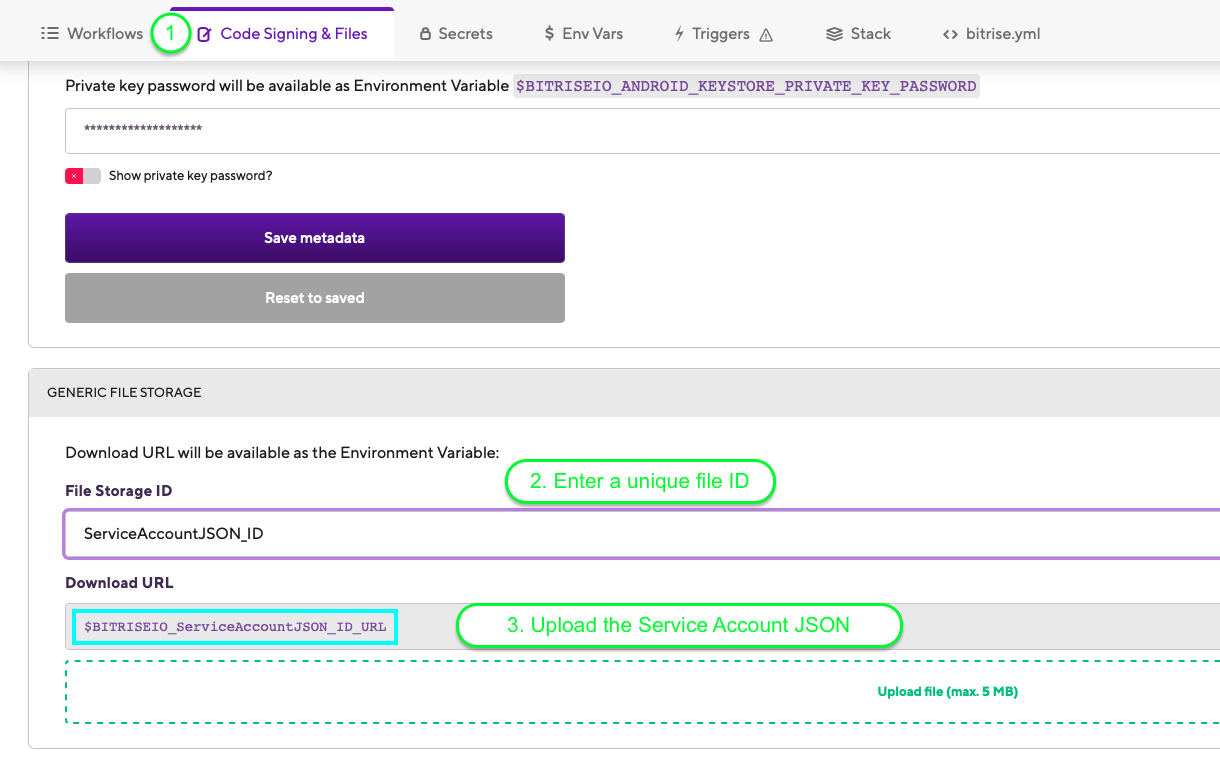 Workflows 1 Code Signing & Files Secrets $ Env Vars Triggers Stack <> bitrise.yml
Private key password will be available as Environment Variable $BITRISEIO_ANDROID_KEYSTORE_PRIVATE_KEY_PASSWORD
*******************
× Show private key password?
Save metadata
Reset to saved
GENERIC FILE STORAGE
Download URL will be available as the Environment Variable:
2. Enter a unique file ID
File Storage ID
ServiceAccountJSON_ID
Download URL
$BITRISEIO_ServiceAccountJSON_ID_URL
3. Upload the Service Account JSON
Upload file (max. 5 MB)